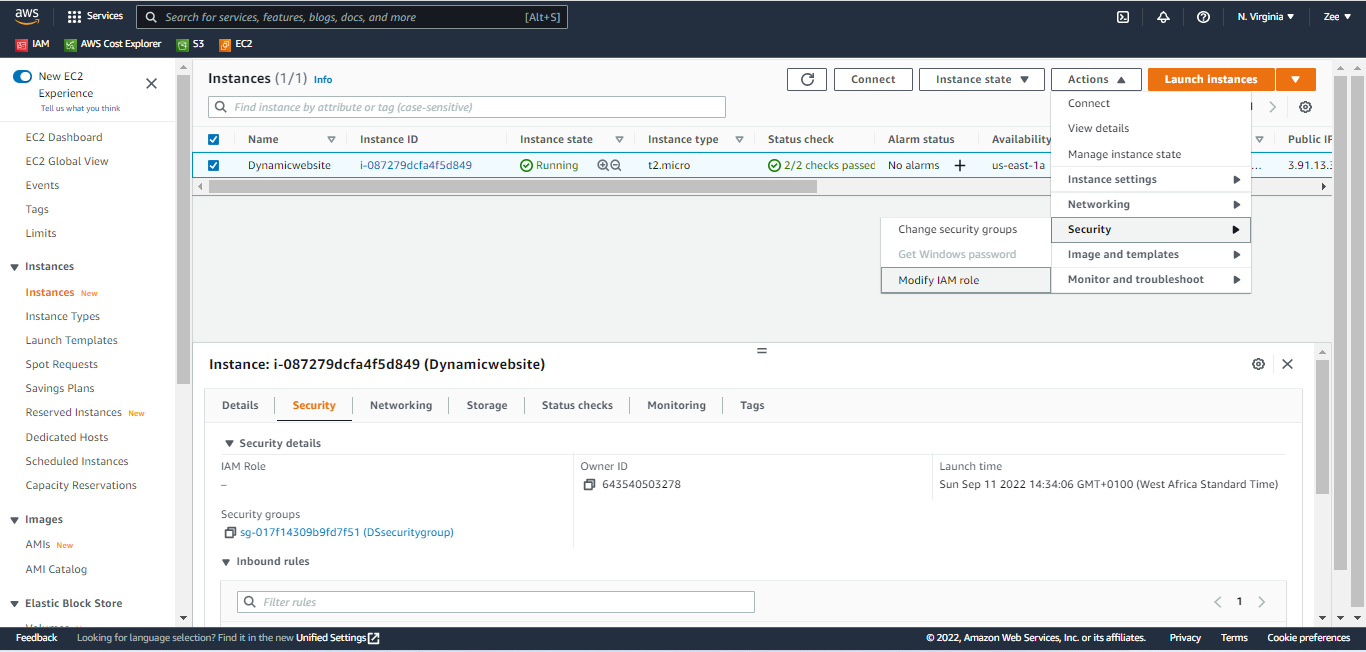 aws
Services
Search for services, features, blogs, docs, and more
[Alt+S]
N. Virginia
Zee
IAM
AWS Cost Explorer
S3
EC2
New EC2
Experience
Tell us what you think
EC2 Dashboard
EC2 Global View
Events
Tags
Limits
Instances
Instances New
Instance Types
Launch Templates
Spot Requests
Savings Plans
Reserved Instances New
Dedicated Hosts
Scheduled Instances
Capacity Reservations
Images
AMIs New
AMI Catalog
Elastic Block Store
Instances (1/1) Info
Connect
Instance state
Actions
Launch instances
Find instance by attribute or tag (case-sensitive)
Name
Instance ID
Instance state
Instance type
Status check
Alarm status
Availability
Public IP
Dynamicwebsite
i-087279dcfa4f5d849
Running
t2.micro
2/2 checks passed
No alarms
us-east-1a
...
3.91.13.3
Connect
View details
Manage instance state
Instance settings
Networking
Security
Image and templates
Monitor and troubleshoot
Change security groups
Get Windows password
Modify IAM role
Instance: i-087279dcfa4f5d849 (Dynamicwebsite)
Details
Security
Networking
Storage
Status checks
Monitoring
Tags
Security details
IAM Role
–
Owner ID
643540503278
Launch time
Sun Sep 11 2022 14:34:06 GMT+0100 (West Africa Standard Time)
Security groups
sg-017f14309b9fd7f51 (DSsecuritygroup)
Inbound rules
Filter rules
1
Feedback
Looking for language selection? Find it in the new Unified Settings
© 2022, Amazon Web Services, Inc. or its affiliates.
Privacy
Terms
Cookie preferences